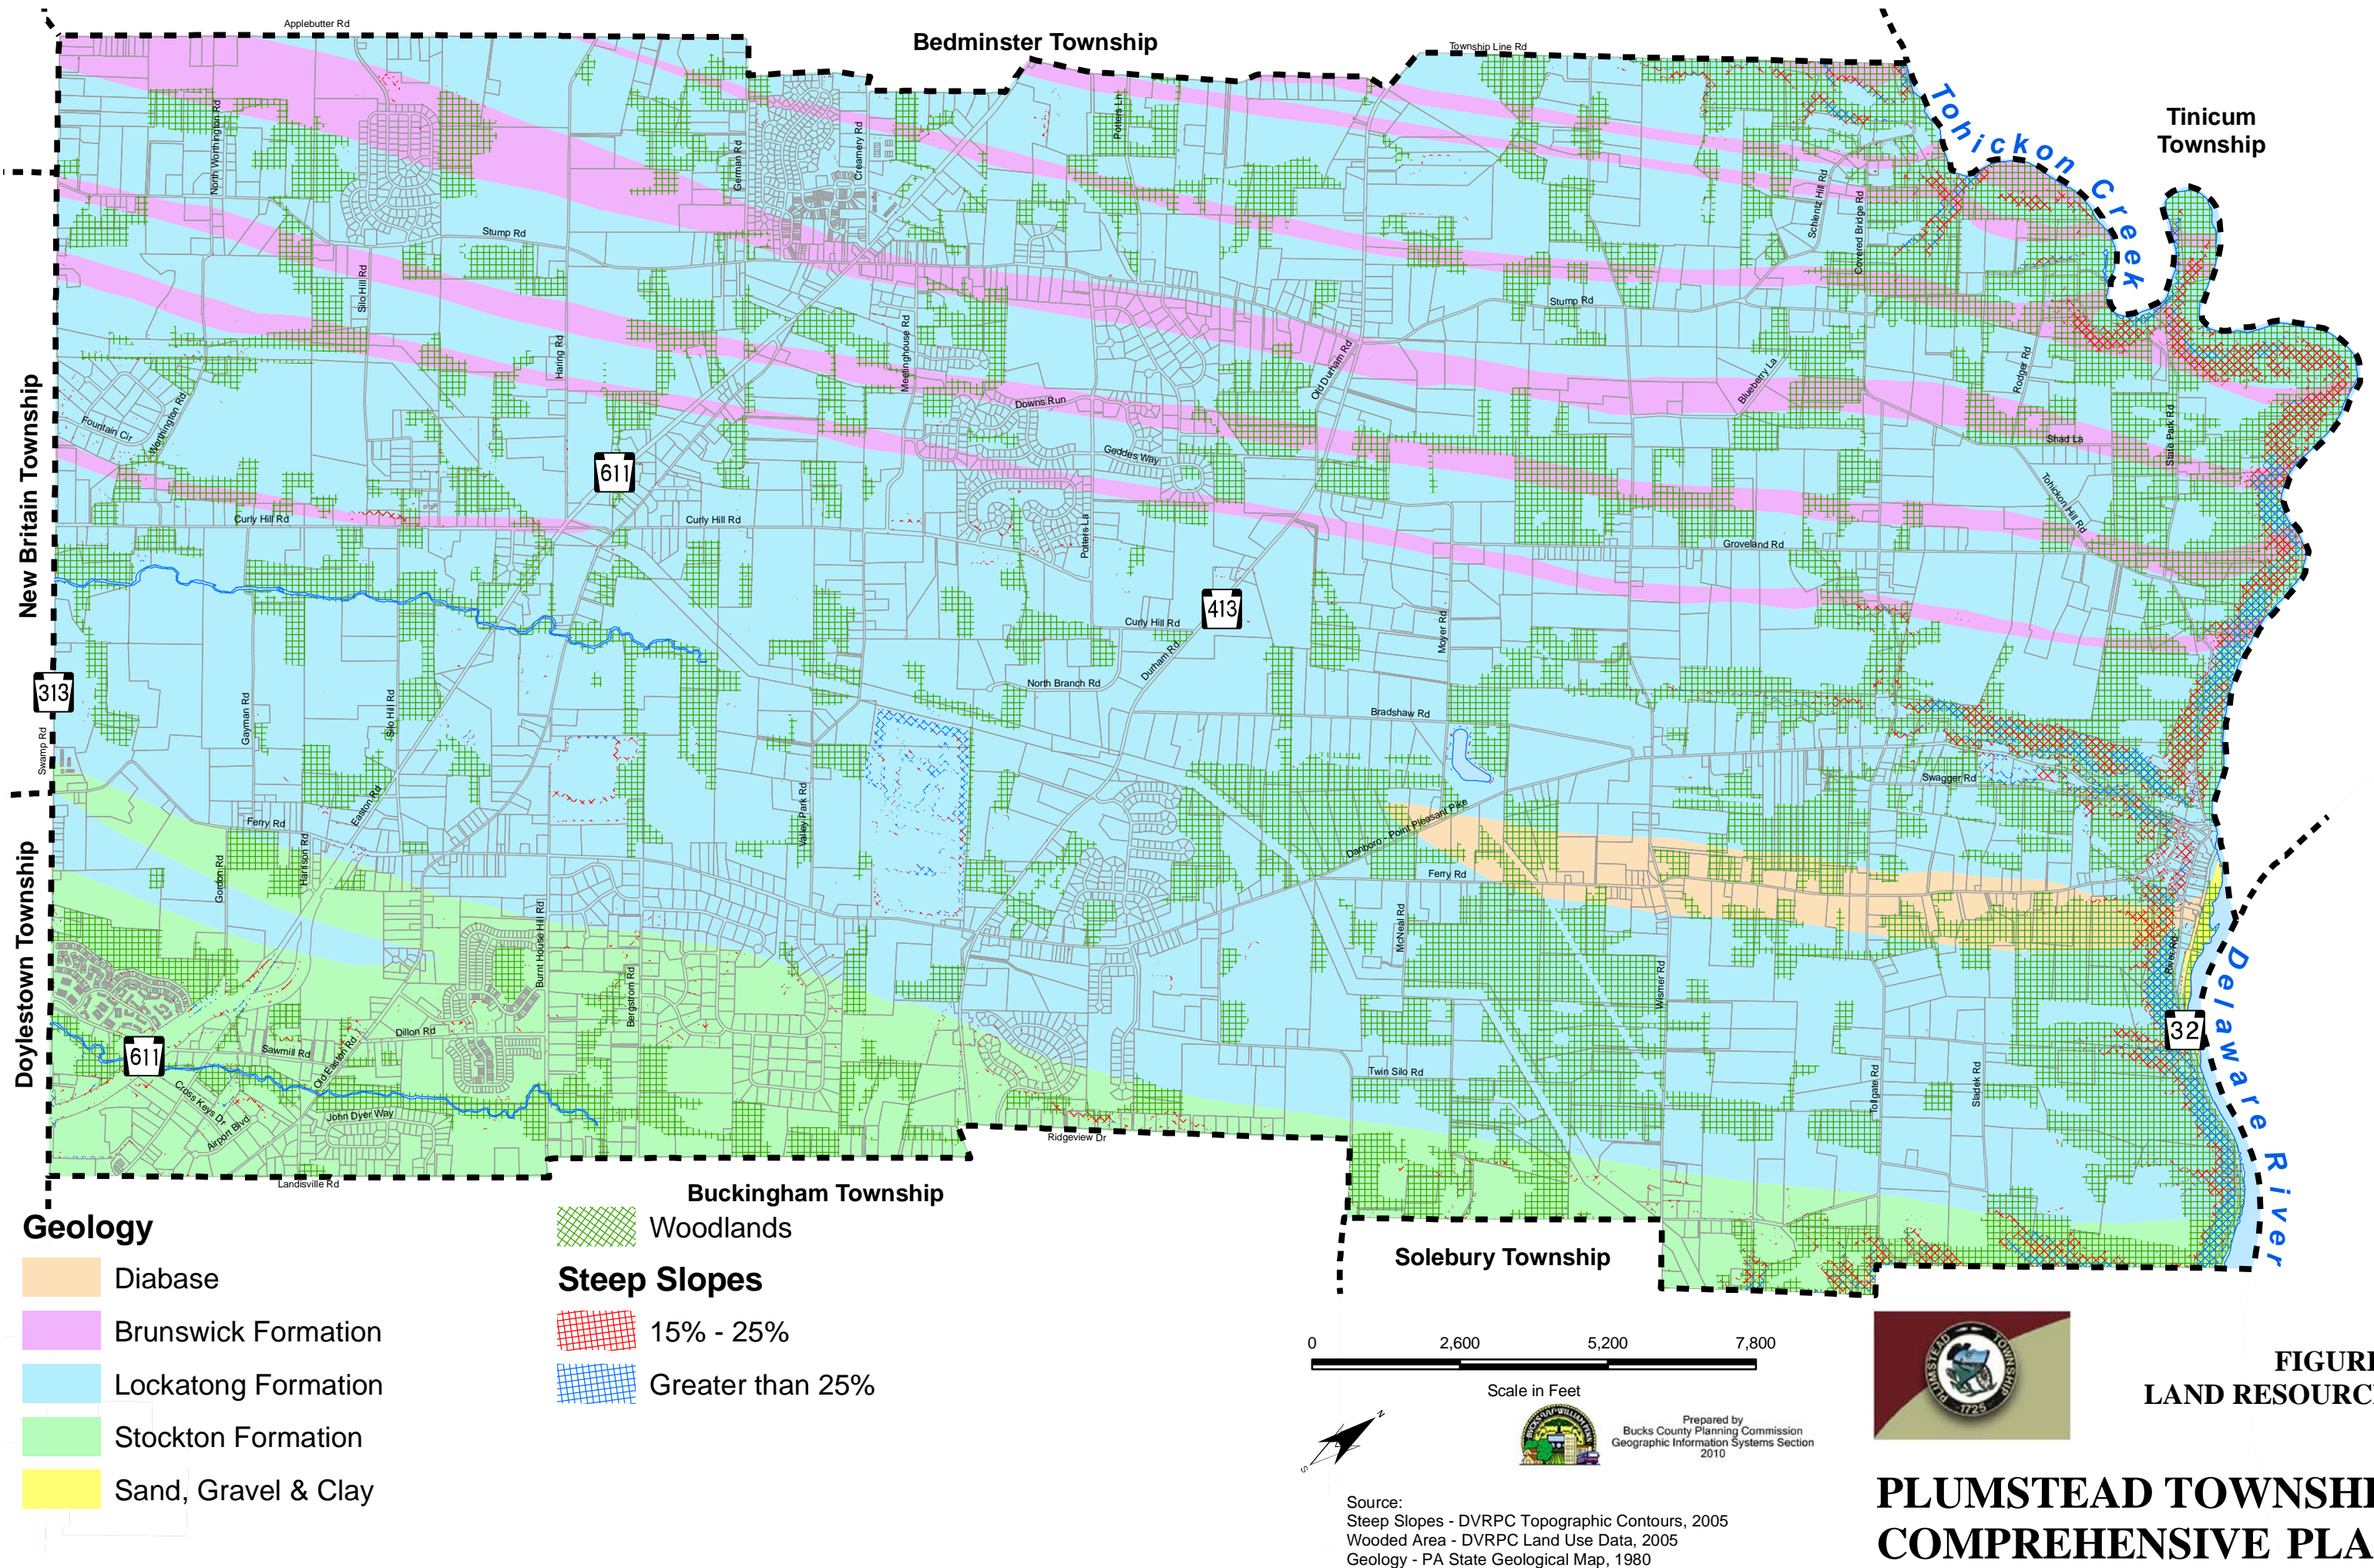 Applebutter Rd
Bedminster Township
Township Line Rd
Tohickon Creek
Tinicum
Township
North Worthington Rd
German Rd
Creamery Rd
Potters Ln
Schlentz Hill Rd
Covered Bridge Rd
Stump Rd
Silo Hill Rd
Stump Rd
Haring Rd
Meetinghouse Rd
Old Durham Rd
Blueberry La
Rodger Rd
New Britain Township
Fountain Cir
Worthington Rd
Downs Run
Geddes Way
Shad La
State Park Rd
611
Curly Hill Rd
Curly Hill Rd
Potters La
Tohickon Hill Rd
Groveland Rd
413
Curly Hill Rd
Moyer Rd
Durham Rd
North Branch Rd
313
Swamp Rd
Gayman Rd
Silo Hill Rd
Bradshaw Rd
Swagger Rd
Easton Rd
Valley Park Rd
Danboro - Point Pleasant Pike
Ferry Rd
Harrison Rd
Gordon Rd
Ferry Rd
Doylestown Township
Burnt House Hill Rd
Bergstrom Rd
McNeal Rd
Wismer Rd
River Rd
Delaware River
32
611
Dillon Rd
Sawmill Rd
Old Easton Rd
Cross Keys Dr
Airport Blvd
John Dyer Way
Twin Silo Rd
Tollgate Rd
Sladek Rd
Ridgeview Dr
Landisville Rd
Buckingham Township
Solebury Township
Geology
Diabase
Brunswick Formation
Lockatong Formation
Stockton Formation
Sand, Gravel & Clay
Woodlands
Steep Slopes
15% - 25%
Greater than 25%
0 2,600 5,200 7,800
Scale in Feet
N
S
Prepared by
Bucks County Planning Commission
Geographic Information Systems Section
2010
PLUMSTEAD TOWNSHIP
1725
Source:
Steep Slopes - DVRPC Topographic Contours, 2005
Wooded Area - DVRPC Land Use Data, 2005
Geology - PA State Geological Map, 1980
FIGUR
LAND RESOURC
PLUMSTEAD TOWNSHI
COMPREHENSIVE PLA